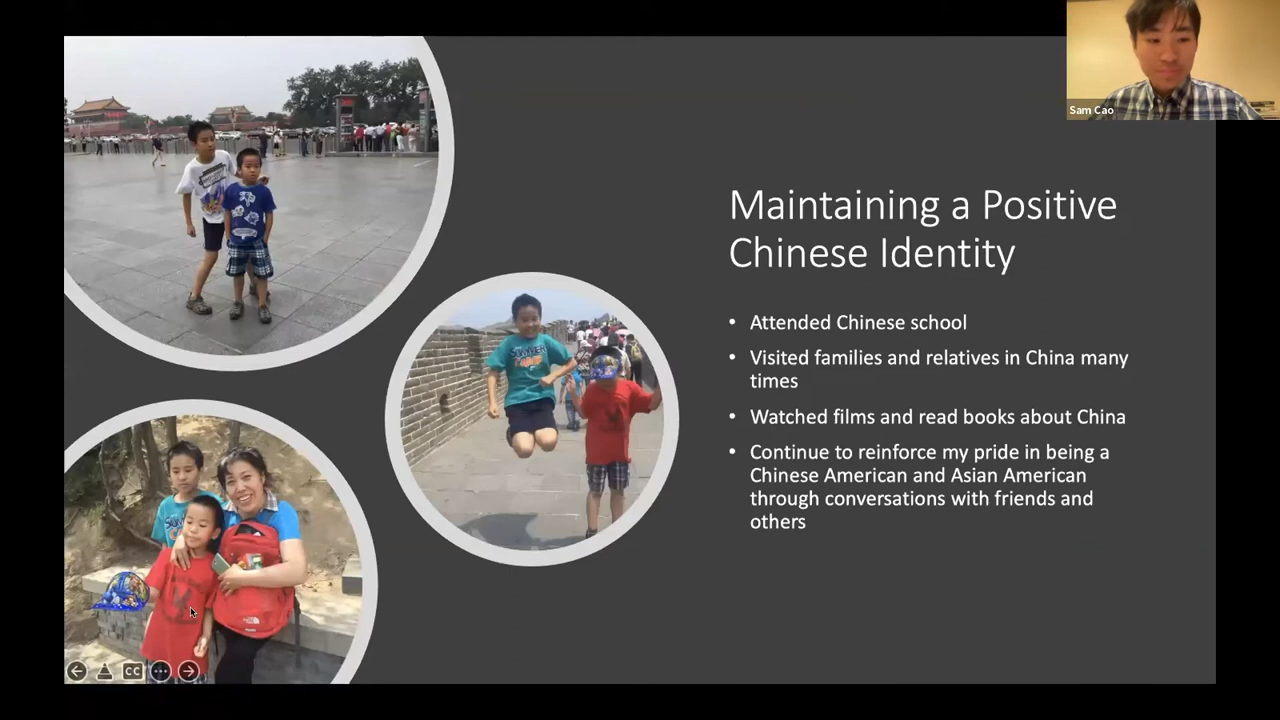 Sam Cao
Maintaining a Positive
Chinese Identity
• Attended Chinese school
• Visited families and relatives in China many
times
• Watched films and read books about China
• Continue to reinforce my pride in being a
Chinese American and Asian American
through conversations with friends and
others
CC